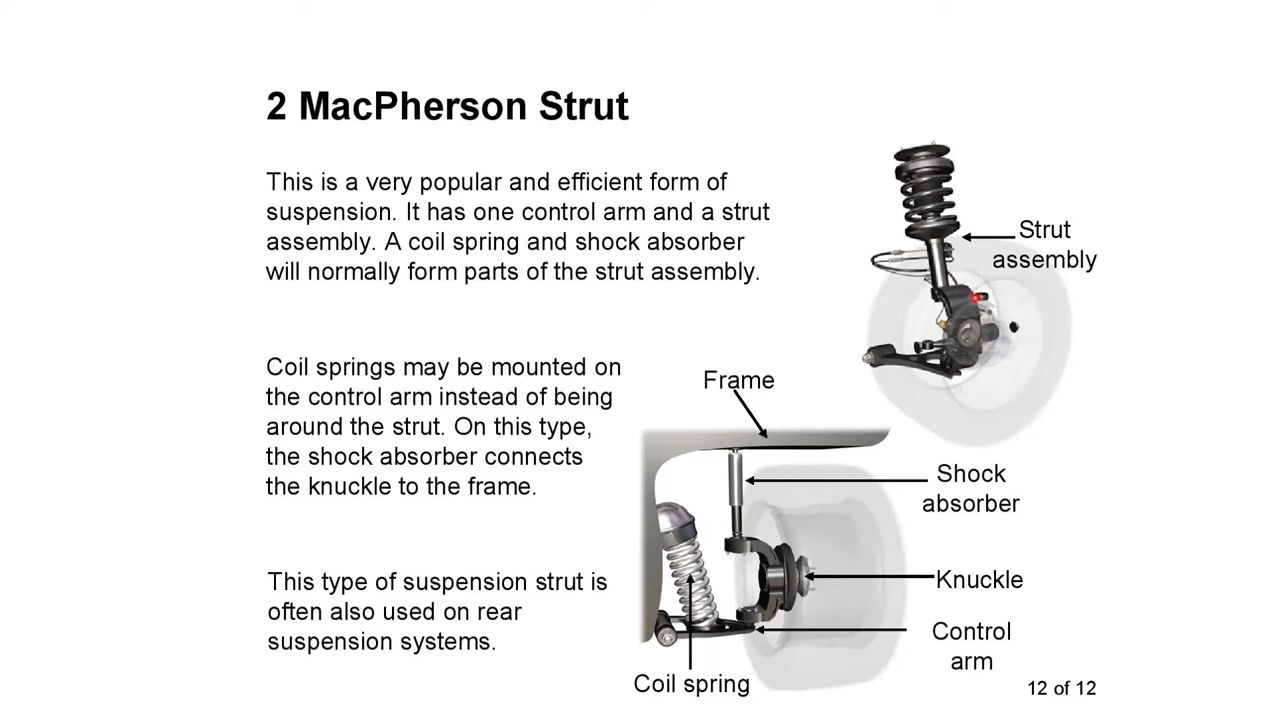 2 MacPherson Strut
This is a very popular and efficient form of
suspension. It has one control arm and a strut
assembly. A coil spring and shock absorber
will normally form parts of the strut assembly.
Strut
assembly
Coil springs may be mounted on
the control arm instead of being
around the strut. On this type,
the shock absorber connects
the knuckle to the frame.
Frame
Shock
absorber
This type of suspension strut is
often also used on rear
suspension systems.
Knuckle
Control
arm
Coil spring
12 of 12